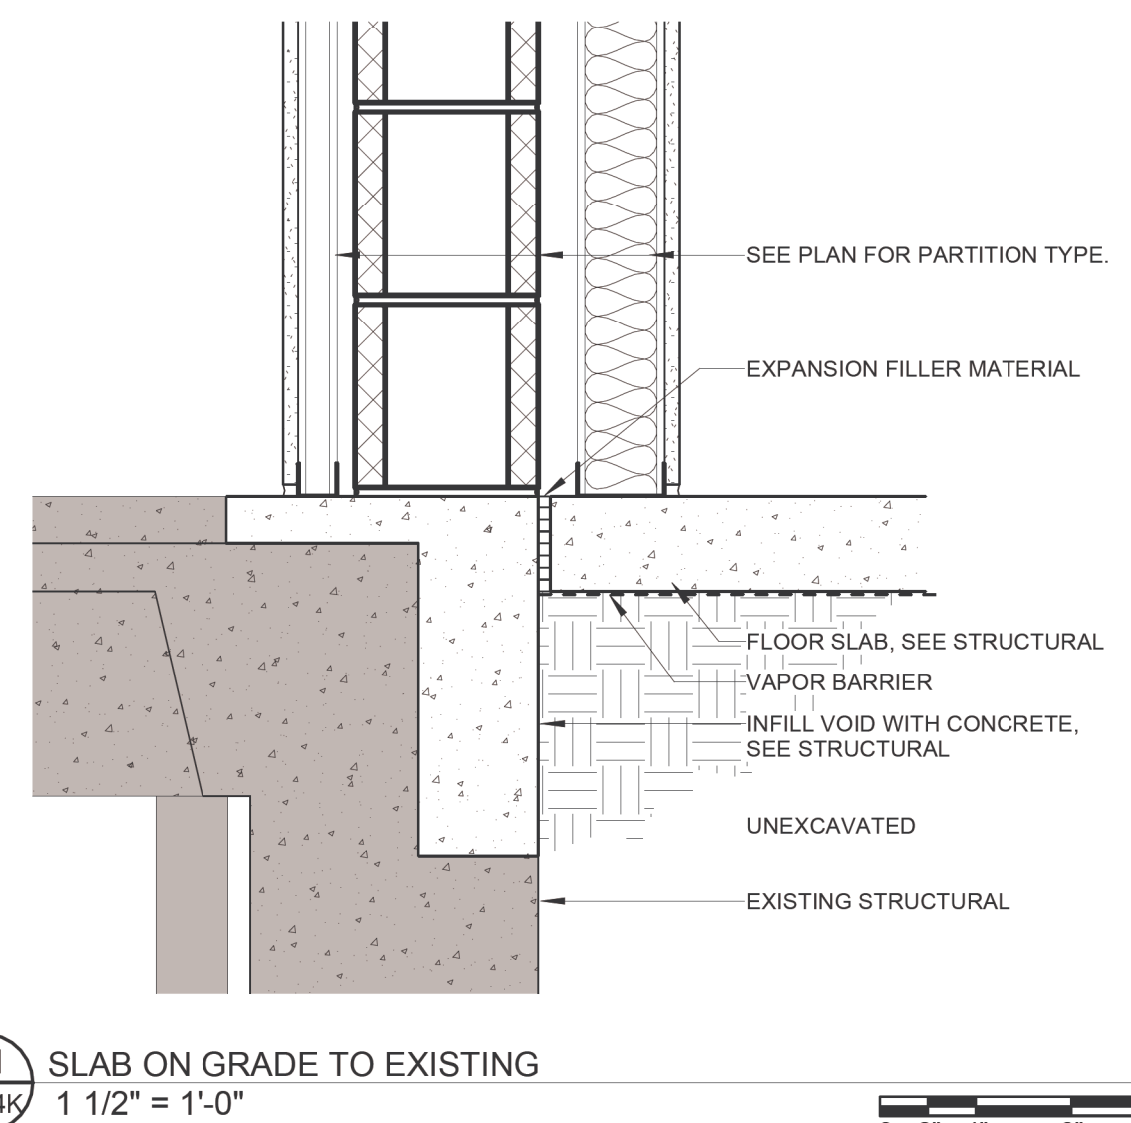 SEE PLAN FOR PARTITION TYPE.
EXPANSION FILLER MATERIAL
FLOOR SLAB, SEE STRUCTURAL
VAPOR BARRIER
INFILL VOID WITH CONCRETE,
SEE STRUCTURAL
UNEXCAVATED
EXISTING STRUCTURAL
SLAB ON GRADE TO EXISTING
1 1/2" = 1'-0"